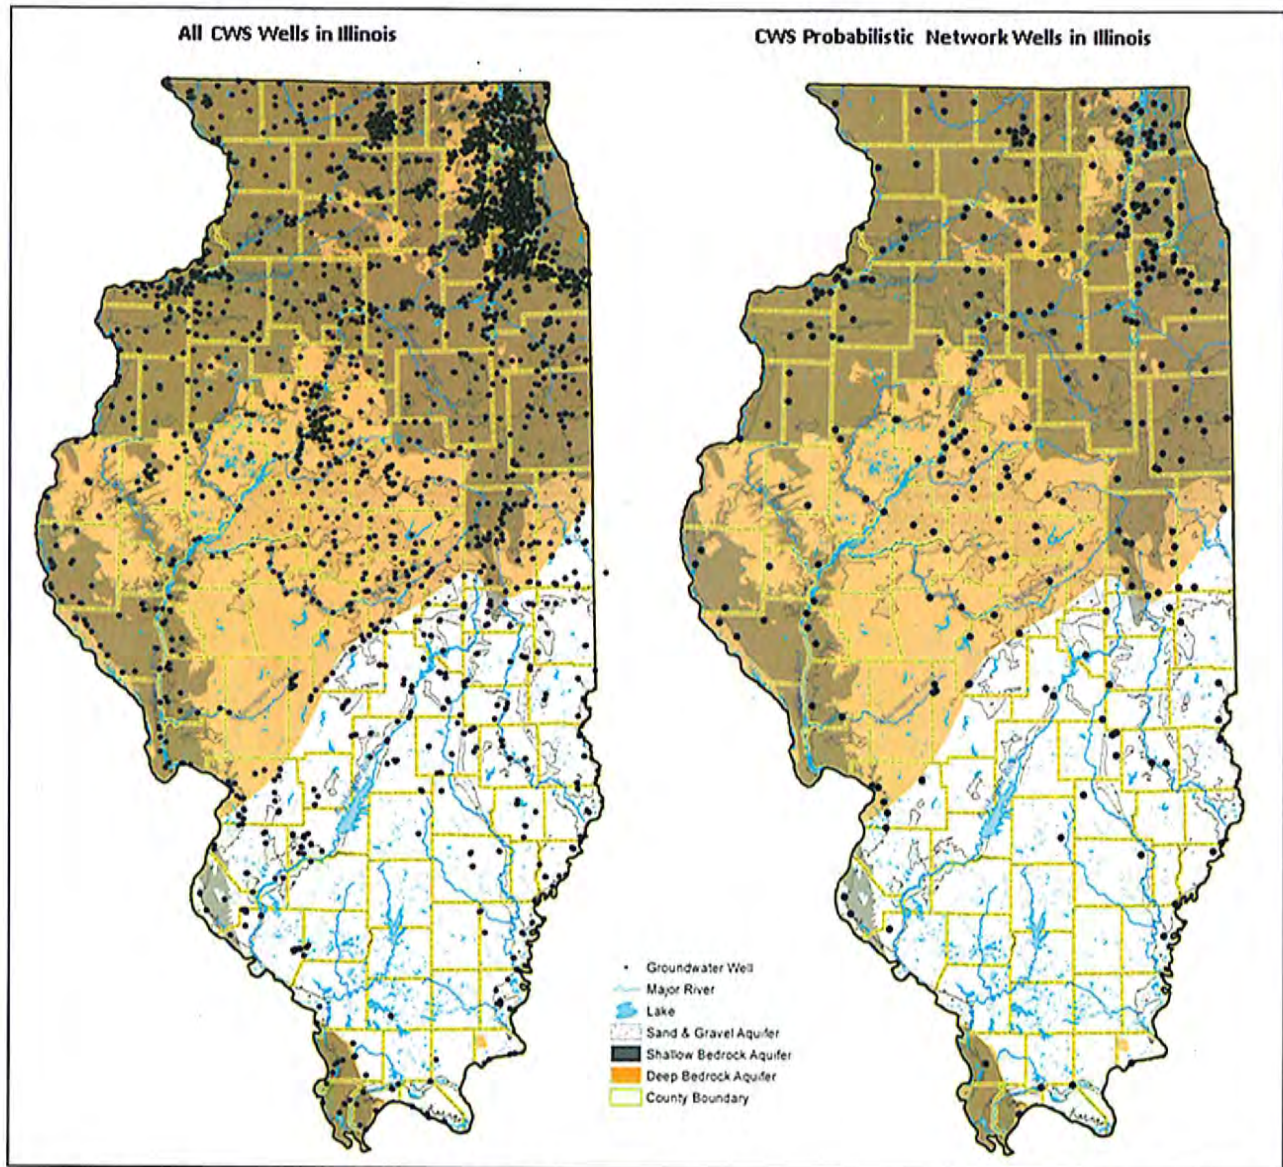 All CWS Wells in Illinois
CWS Probabilistic Network Wells in Illinois
Groundwater Well
Major River
Lake
Sand & Gravel Aquifer
Shallow Bedrock Aquifer
Deep Bedrock Aquifer
County Boundary